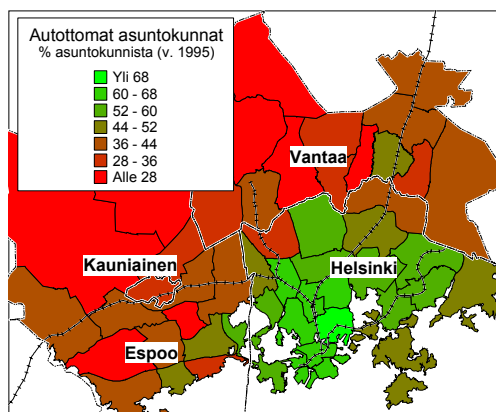 Autottomat asuntokunnat
% asuntokunnista (v. 1995)
Yli 68
60 - 68
52 - 60
44 - 52
36 - 44
28 - 36
Alle 28
Vantaa
Kauniainen
Helsinki
Espoo